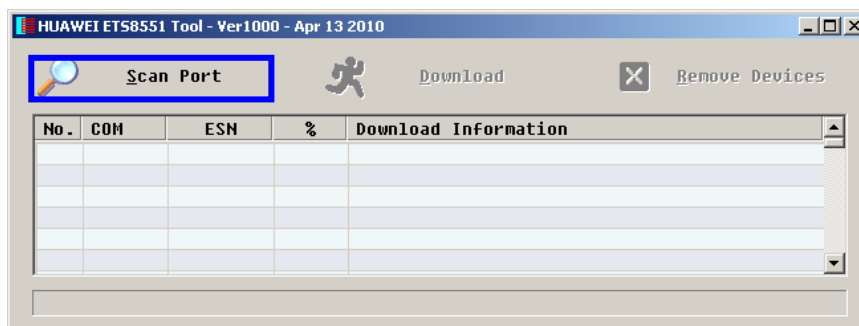 HUAWEI ETS8551 Tool - Ver1000 - Apr 13 2010
Scan Port Download Remove Devices
No. COM ESN % Download Information